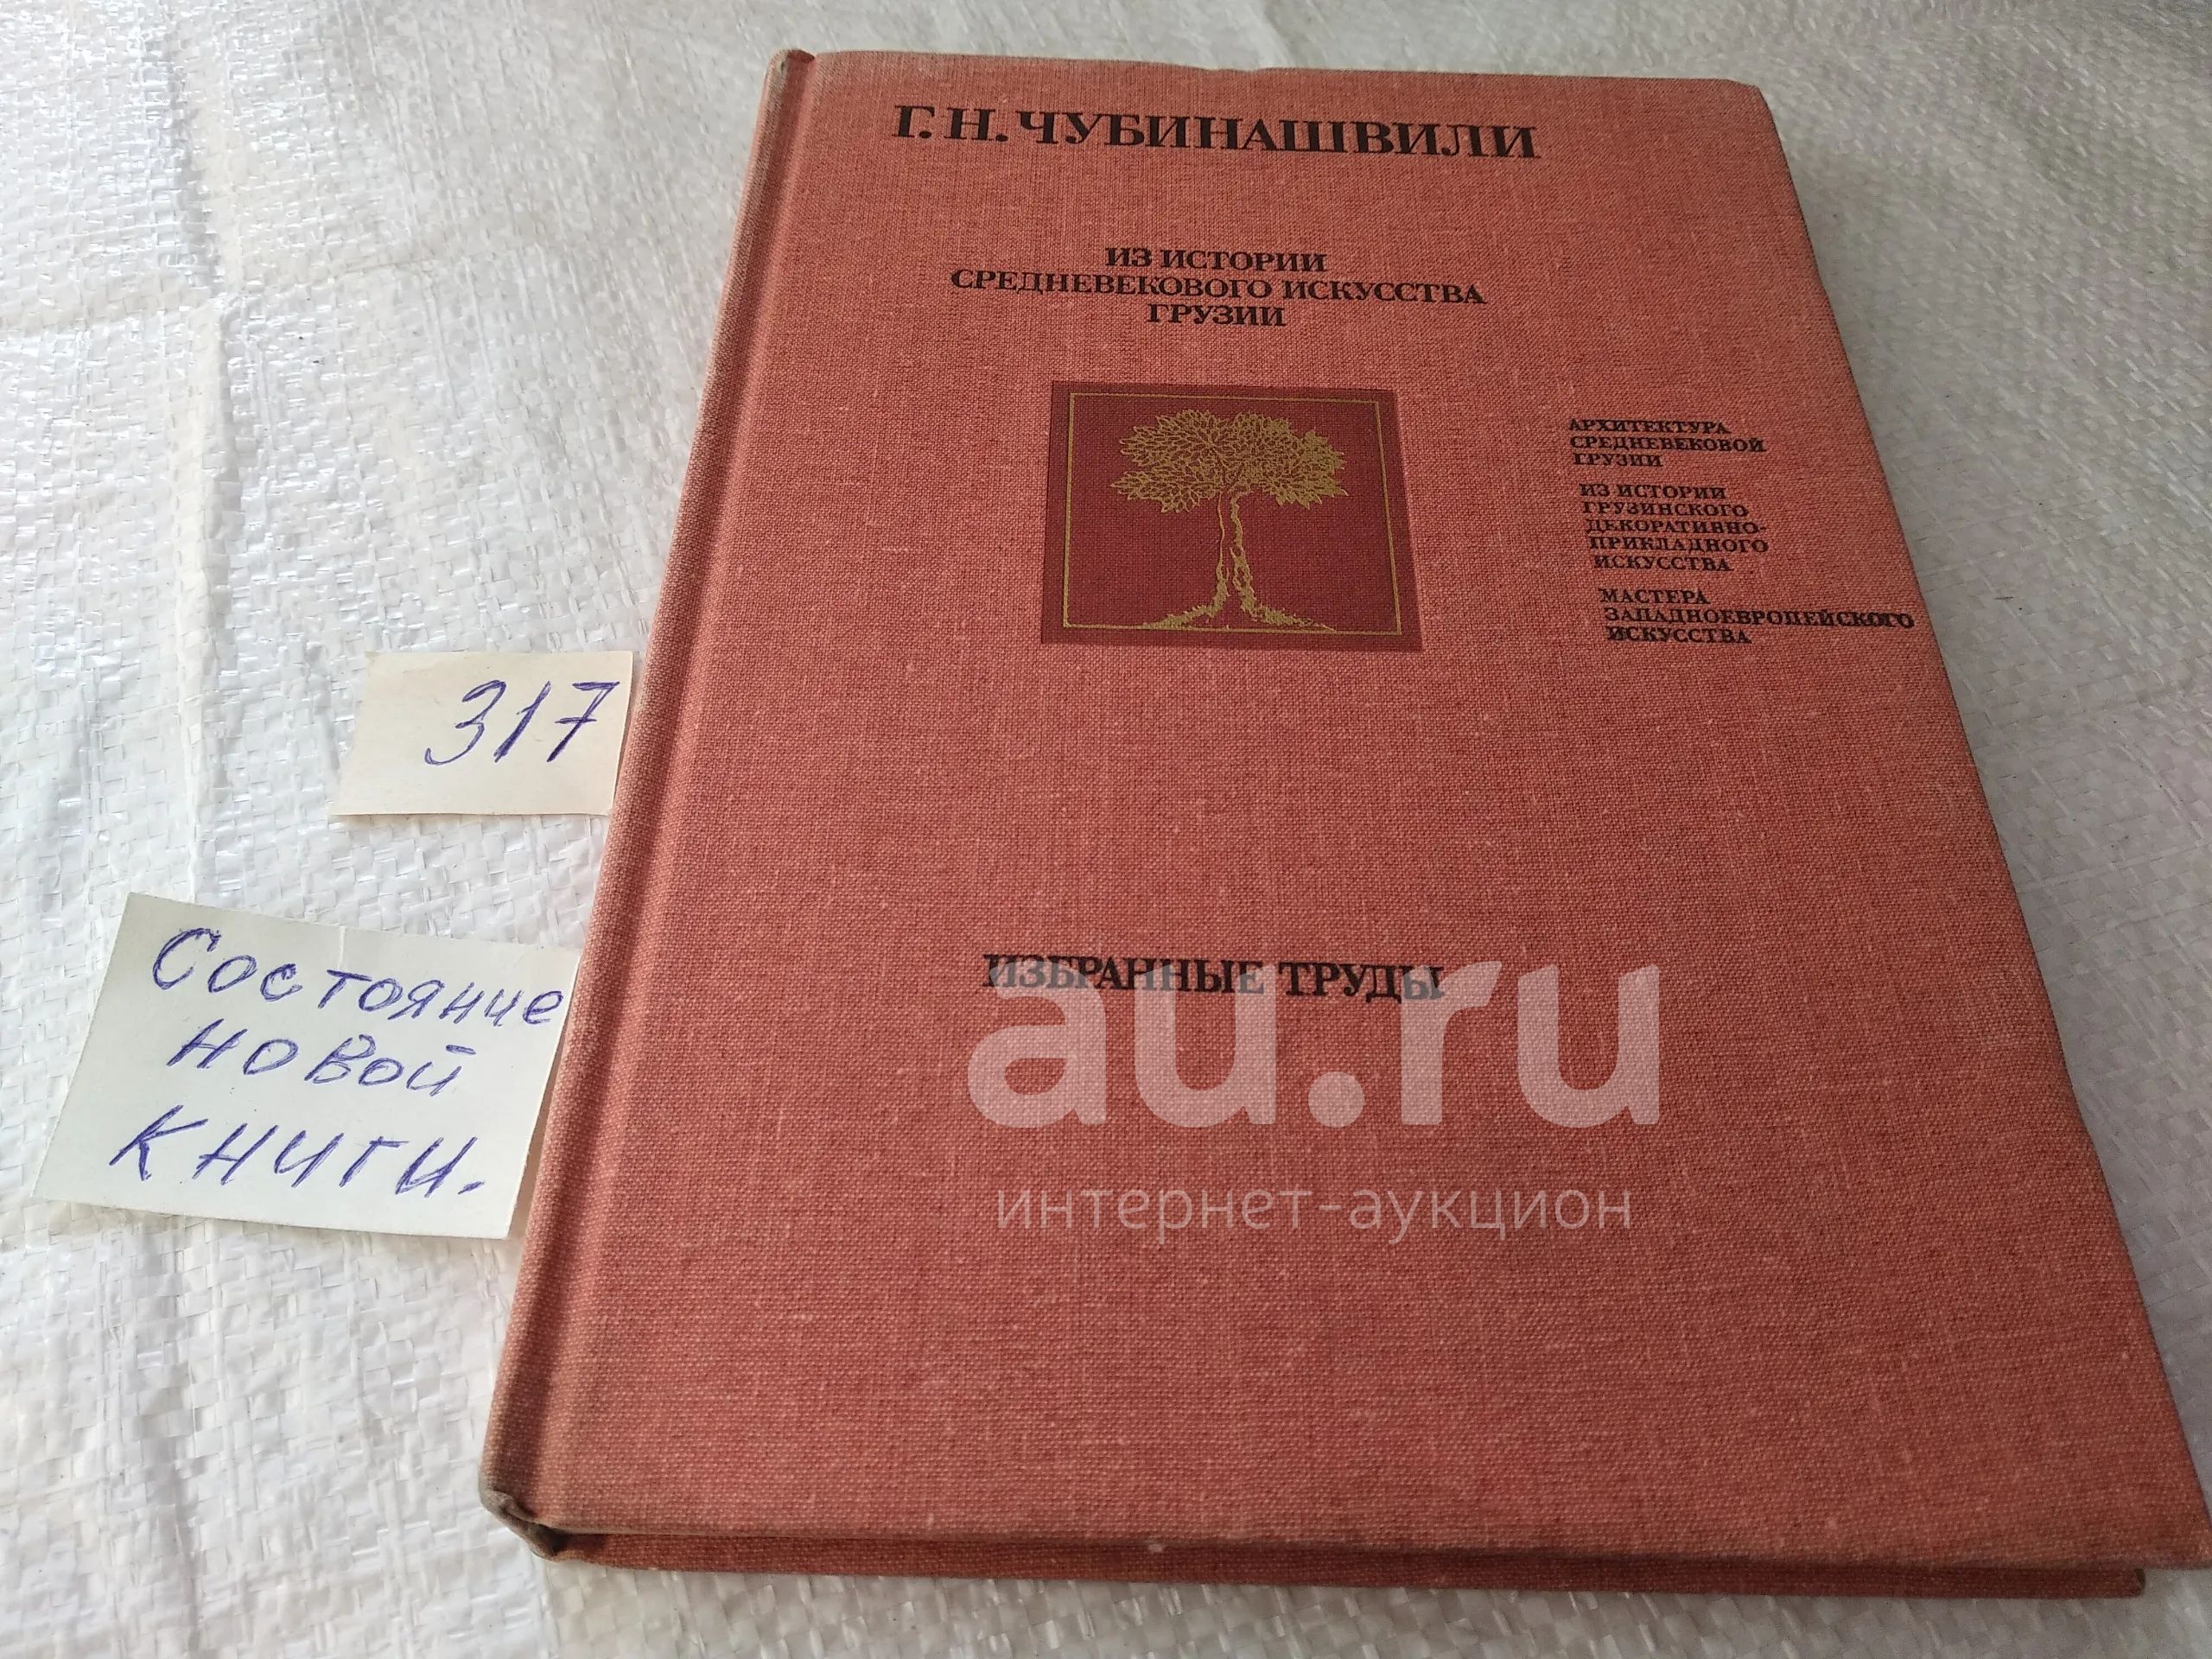 Г. Н. ЧУБИНАШВИЛИ
ИЗ ИСТОРИИ
СРЕДНЕВЕКОВОГО ИСКУССТВА
ГРУЗИИ
АРХИТЕКТУРА
СРЕДНЕВЕКОВОЙ
ГРУЗИИ
ИЗ ИСТОРИИ
ГРУЗИНСКОГО
ДЕКОРАТИВНО-
ПРИКЛАДНОГО
ИСКУССТВА
МАСТЕРА
ЗАПАДНОЕВРОПЕЙСКОГО
ИСКУССТВА
317
Состояние
новой
книги.
ИЗБРАННЫЕ ТРУДЫ
au.ru
интернет-аукцион